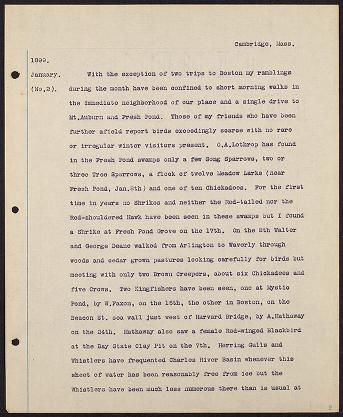 Cambridge, Mass.
1899.
January. With the exception of two trips to Boston my ramblings
(No.2). during the month have been confined to short morning walks in
the immediate neighborhood of our place and a single drive to
Mt.Auburn and Fresh Pond. Those of my friends who have been
further afield report birds exceedingly scarce with no rare
or irregular winter visitors present. C.A.Lothrop has found
in the Fresh Pond swamps only a few Song Sparrows, two or
three Tree Sparrows, a flock of twelve Meadow Larks (near
Fresh Pond, Jan.8th) and one of ten Chickadees. For the first
time in years no Shrikes and neither the Red-tailed nor the
Red-shouldered Hawk have been seen in these swamps but I found
a Shrike at Fresh Pond Grove on the 17th. On the 8th Walter
and George Deane walked from Arlington to Waverly through
woods and cedar grown pastures looking carefully for birds but
meeting with only two Brown Creepers, about six Chickadees and
five Crows. Two Kingfishers have been seen, one at Mystic
Pond, by W.Faxon, on the 15th, the other in Boston, on the
Beacon St. sea wall just west of Harvard Bridge, by A.Hathaway
on the 24th. Hathaway also saw a female Red-winged Blackbird
at the Bay State Clay Pit on the 7th. Herring Gulls and
Whistlers have frequented Charles River Basin whenever this
sheet of water has been reasonably free from ice but the
Whistlers have been much less numerous there than is usual at